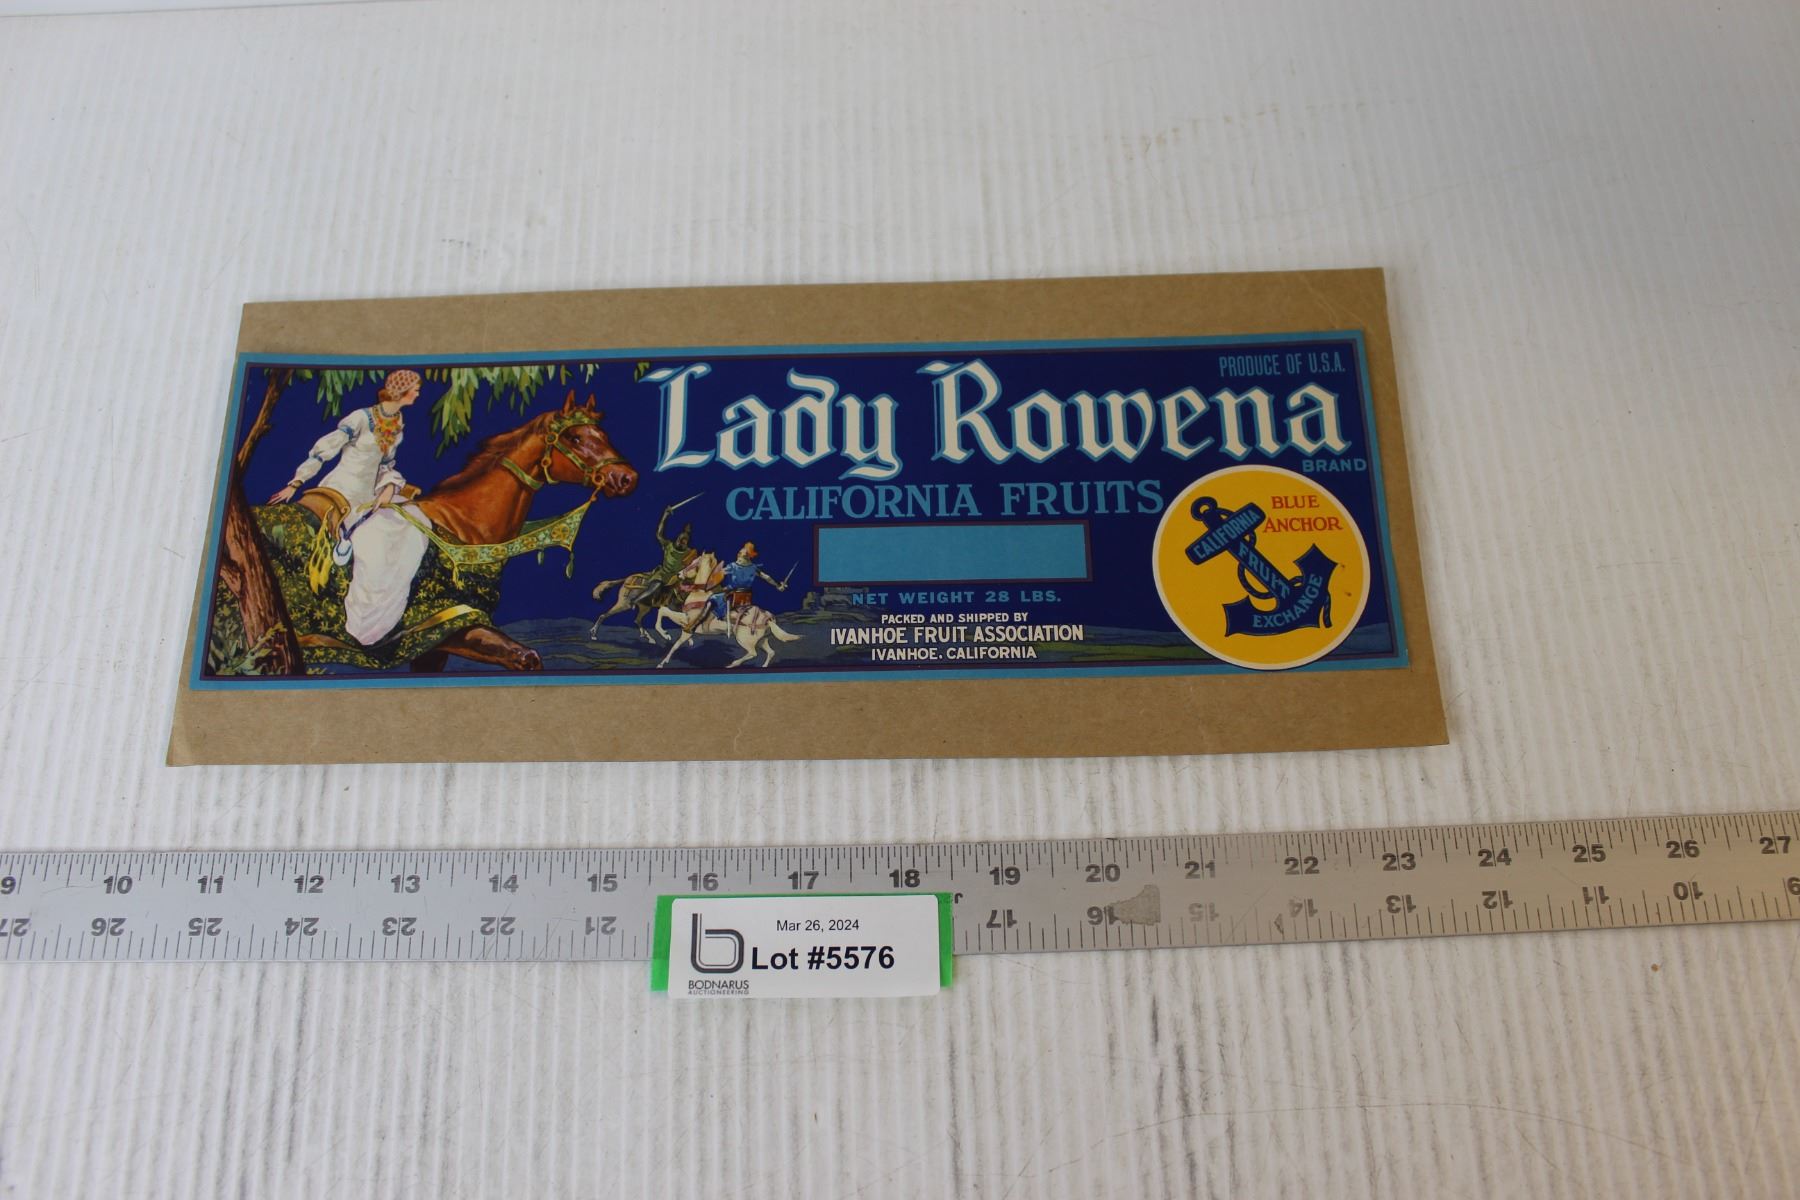 PRODUCE OF U.S.A.
Lady Rowena
BRAND
CALIFORNIA FRUITS
BLUE
ANCHOR
CALIFORNIA
FRUIT
EXCHANGE
NET WEIGHT 28 LBS.
PACKED AND SHIPPED BY
IVANHOE FRUIT ASSOCIATION
IVANHOE, CALIFORNIA
9 10 11 12 13 14 15 16 17 18 19 20 21 22 23 24 25 26 27
27 26 25 24 23 22 21 17 16 15 14 13 12 11 10 9
Mar 26, 2024
Lot #5576
BODNARUS
AUCTIONEERING